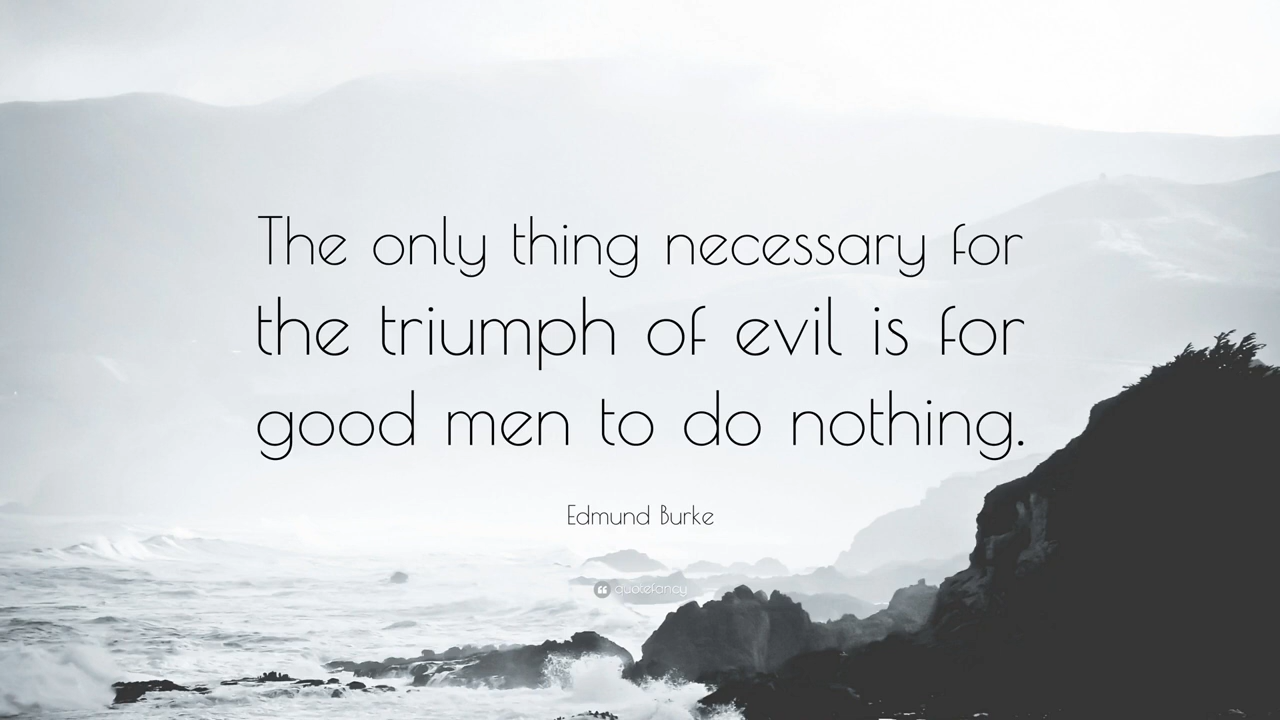 The only thing necessary for
the triumph of evil is for
good men to do nothing.
Edmund Burke
quotefancy